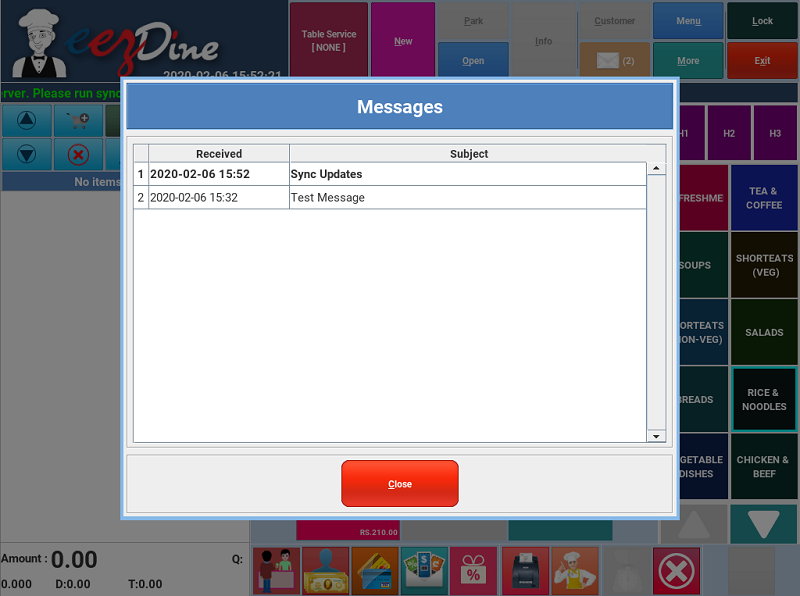 eezDine
2020-02-06 15:52:21
Table Service
[ NONE ]
New
Park
Open
Info
Customer
(2)
Menu
More
Lock
Exit
rver. Please run sync
No items
Messages
Received Subject
1 2020-02-06 15:52 Sync Updates
2 2020-02-06 15:32 Test Message
Close
H1
H2
H3
FRESHME
TEA &
COFFEE
SOUPS
SHORTEATS
(VEG)
ORTEATS
ON-VEG)
SALADS
BREADS
RICE &
NOODLES
GETABLE
DISHES
CHICKEN &
BEEF
RS.210.00
Amount : 0.00 Q:
0.000 D:0.00 T:0.00